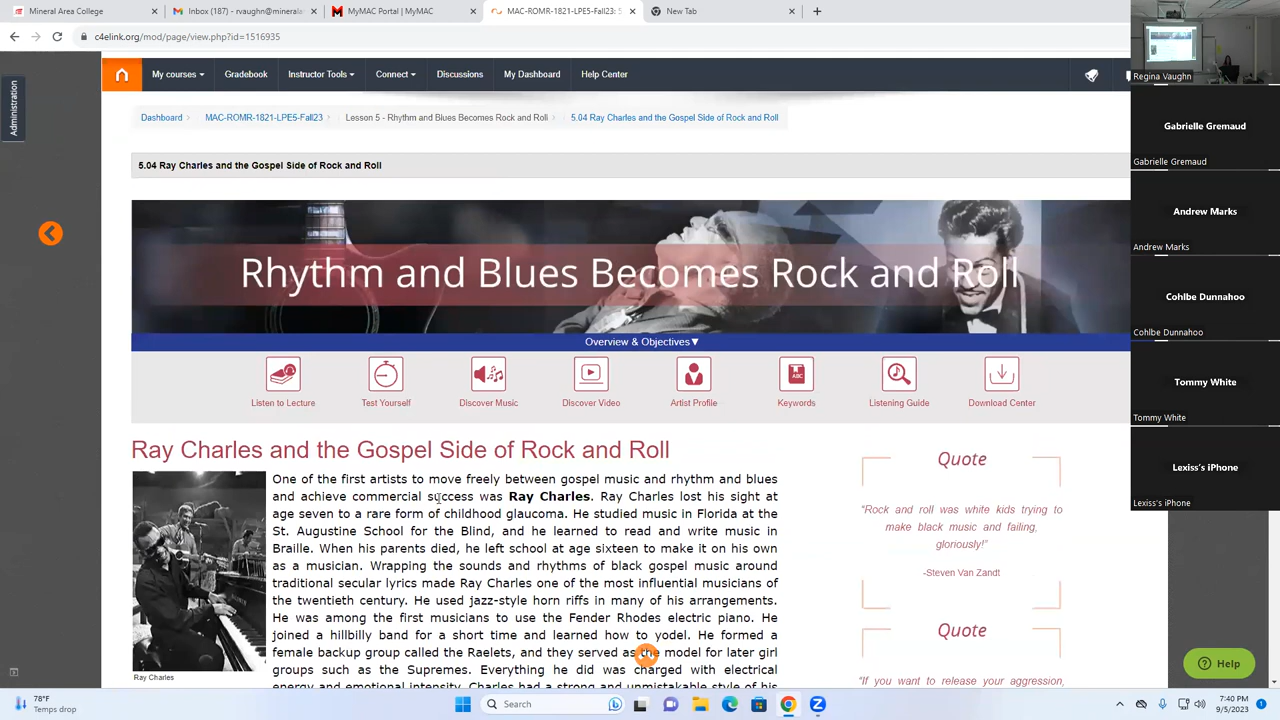 Mineral Area College
Inbox (187) - rvaughn@mineralar
MyMAC Portal | MyMAC
MAC-ROMR-1821-LPE5-Fall23: 5
New Tab
c4elink.org/mod/page/view.php?id=1516935
My courses
Gradebook
Instructor Tools
Connect
Discussions
My Dashboard
Help Center
Administration
Dashboard
MAC-ROMR-1821-LPE5-Fall23
Lesson 5 - Rhythm and Blues Becomes Rock and Roll
5.04 Ray Charles and the Gospel Side of Rock and Roll
5.04 Ray Charles and the Gospel Side of Rock and Roll
Rhythm and Blues Becomes Rock and Roll
Overview & Objectives▼
Listen to Lecture
Test Yourself
Discover Music
Discover Video
Artist Profile
Keywords
Listening Guide
Download Center
Ray Charles and the Gospel Side of Rock and Roll
One of the first artists to move freely between gospel music and rhythm and blues
and achieve commercial success was Ray Charles. Ray Charles lost his sight at
age seven to a rare form of childhood glaucoma. He studied music in Florida at the
St. Augustine School for the Blind, and he learned to read and write music in
Braille. When his parents died, he left school at age sixteen to make it on his own
as a musician. Wrapping the sounds and rhythms of black gospel music around
emotional secular lyrics made Ray Charles one of the most influential musicians of
the twentieth century. He used jazz-style horn riffs in many of his arrangements.
He was among the first musicians to use the Fender Rhodes electric piano. He
joined a hillbilly band for a short time and learned how to yodel. He formed a
female backup group called the Raelets, and they served as the model for later girl
groups such as the Supremes. Everything he did was charged with electrical
energy and emotional intensity. Charles had a strong and unmistakable style of his
Ray Charles
Quote
"Rock and roll was white kids trying to
make black music and failing,
gloriously!"
-Steven Van Zandt
Quote
"If you want to release your aggression,
Regina Vaughn
Gabrielle Gremaud
Gabrielle Gremaud
Andrew Marks
Andrew Marks
Cohlbe Dunnahoo
Cohlbe Dunnahoo
Tommy White
Tommy White
Lexiss's iPhone
Lexiss's iPhone
Help
78°F
Temps drop
Search
7:40 PM
9/5/2023